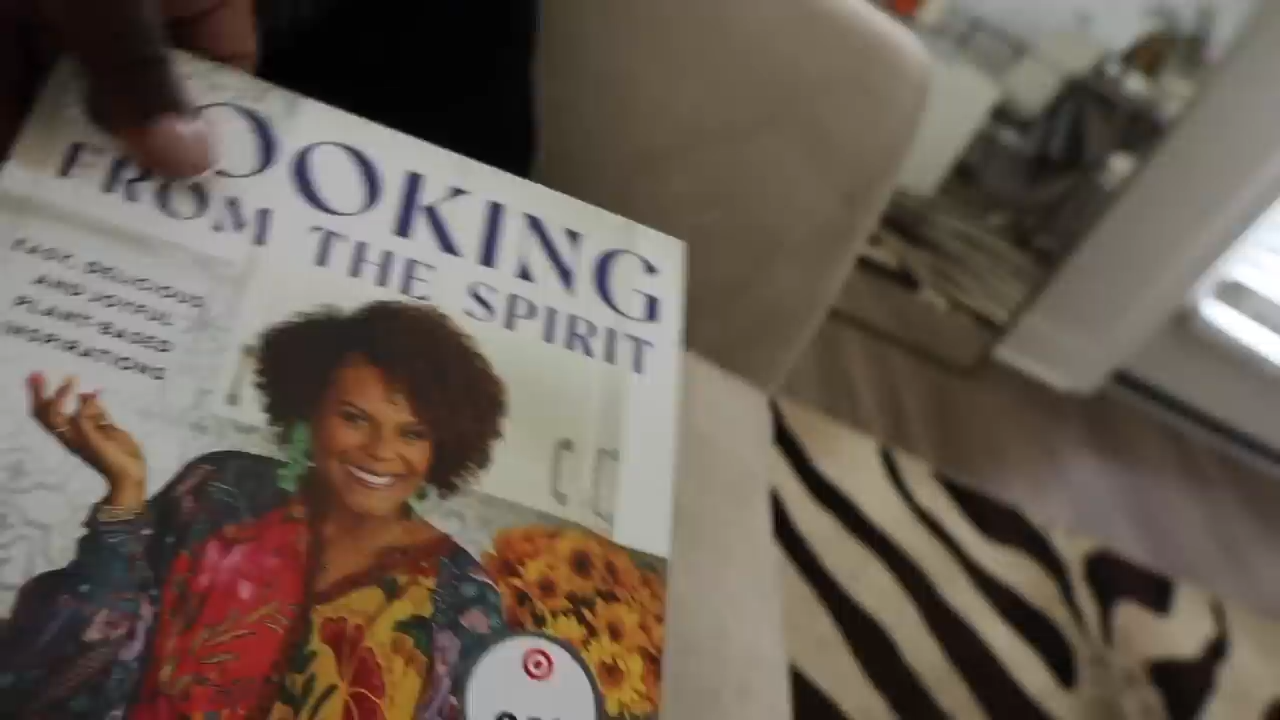 OOKING
FROM THE SPIRIT
EASY, DELICIOUS,
AND JOYFUL
PLANT-BASED
INSPIRATIONS